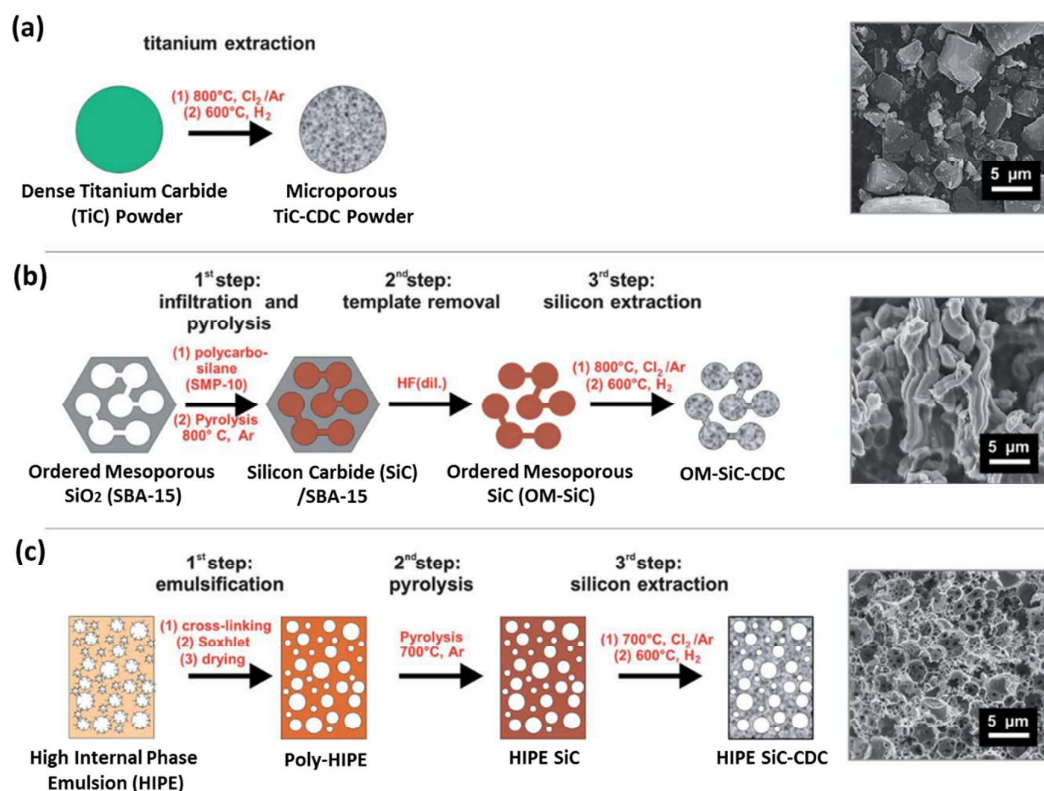 (a)
titanium extraction
(1) 800°C, Cl₂/Ar
(2) 600°C, H₂
Dense Titanium Carbide
(TiC) Powder
Microporous
TiC-CDC Powder
5 µm
(b)
1st step:
infiltration and
pyrolysis
2nd step:
template removal
3rd step:
silicon extraction
(1) polycarbo-
silane
(SMP-10)
(2) Pyrolysis
800° C, Ar
HF(dil.)
(1) 800°C, Cl₂/Ar
(2) 600°C, H₂
Ordered Mesoporous
SiO₂ (SBA-15)
Silicon Carbide (SiC)
/SBA-15
Ordered Mesoporous
SiC (OM-SiC)
OM-SiC-CDC
5 µm
(c)
1st step:
emulsification
2nd step:
pyrolysis
3rd step:
silicon extraction
(1) cross-linking
(2) Soxhlet
(3) drying
Pyrolysis
700°C, Ar
(1) 700°C, Cl₂/Ar
(2) 600°C, H₂
High Internal Phase
Emulsion (HIPE)
Poly-HIPE
HIPE SiC
HIPE SiC-CDC
5 µm